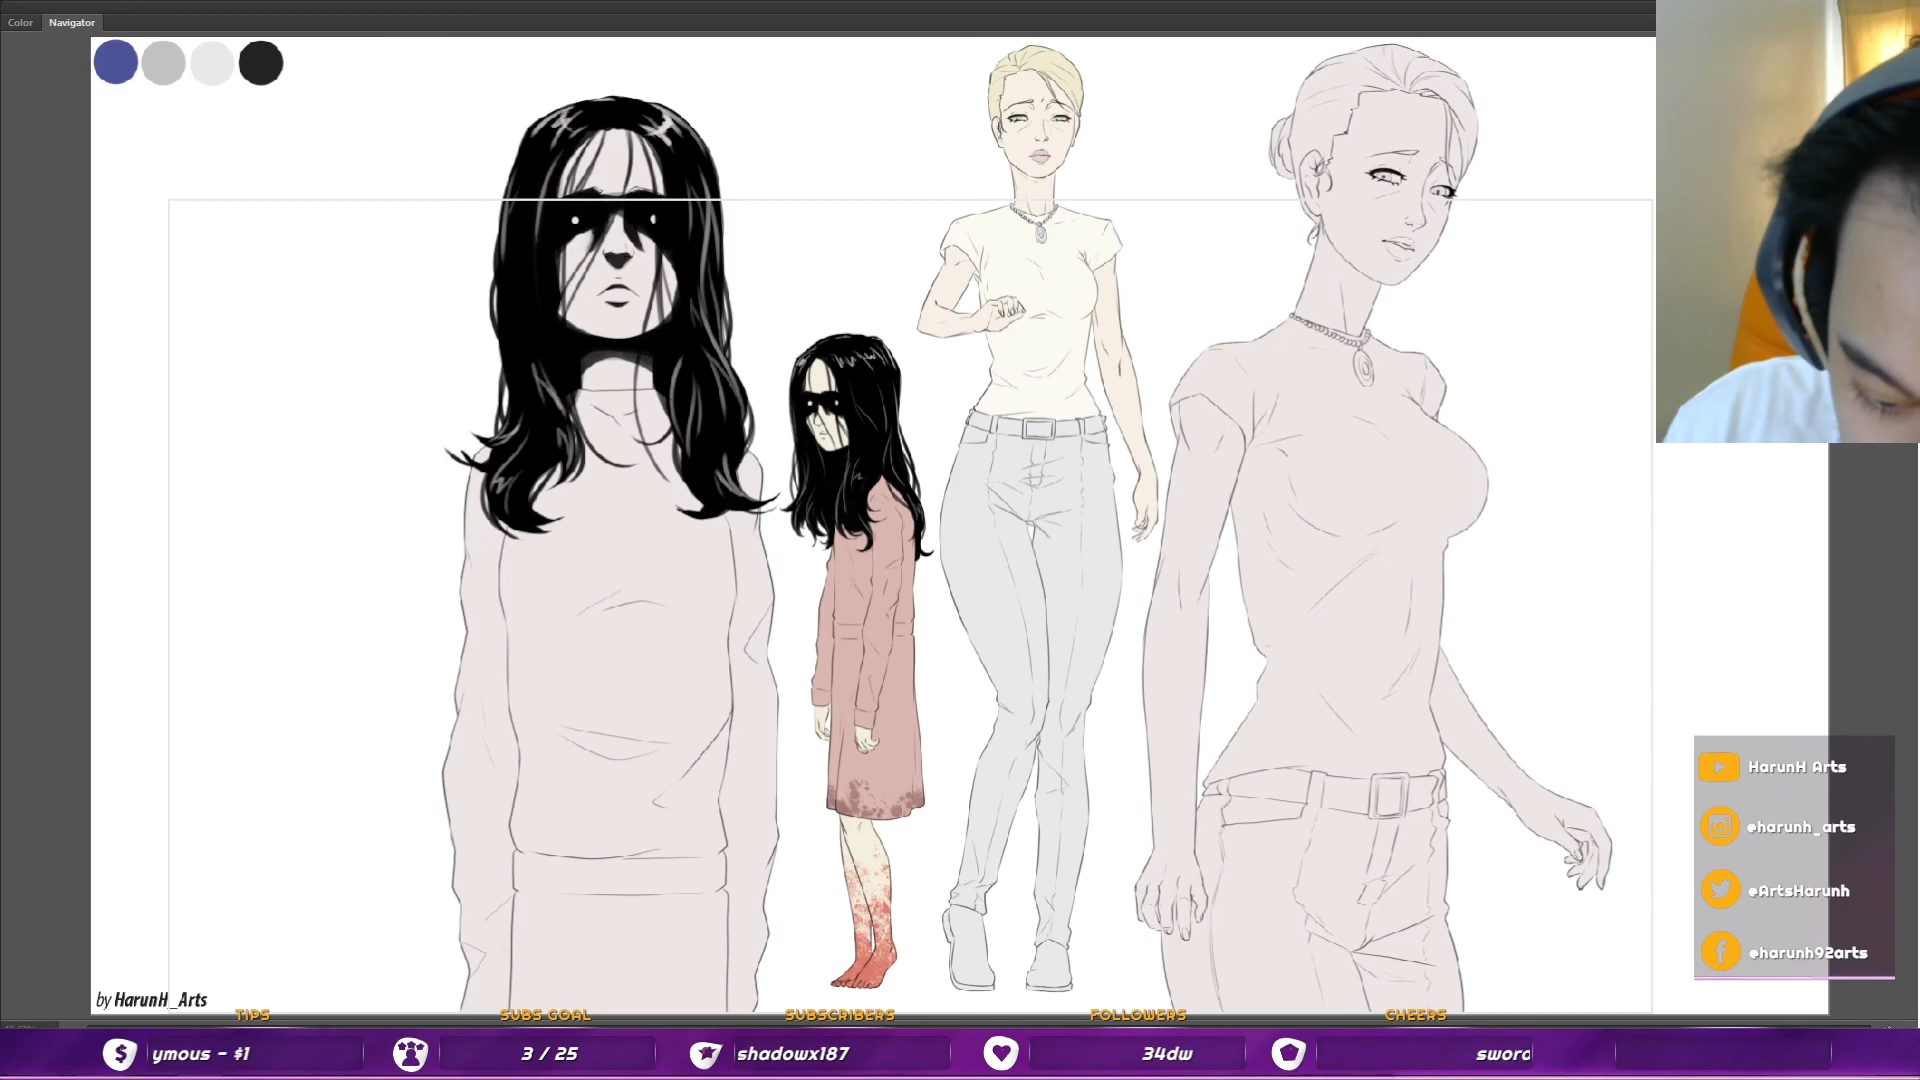 Color Navigator
HarunH Arts
@harunh_arts
@ArtsHarunh
@harunh92arts
by HarunH_Arts
TIPS SUBS GOAL SUBSCRIBERS FOLLOWERS CHEERS
ymous - $1 3 / 25 shadowx187 34dw sword